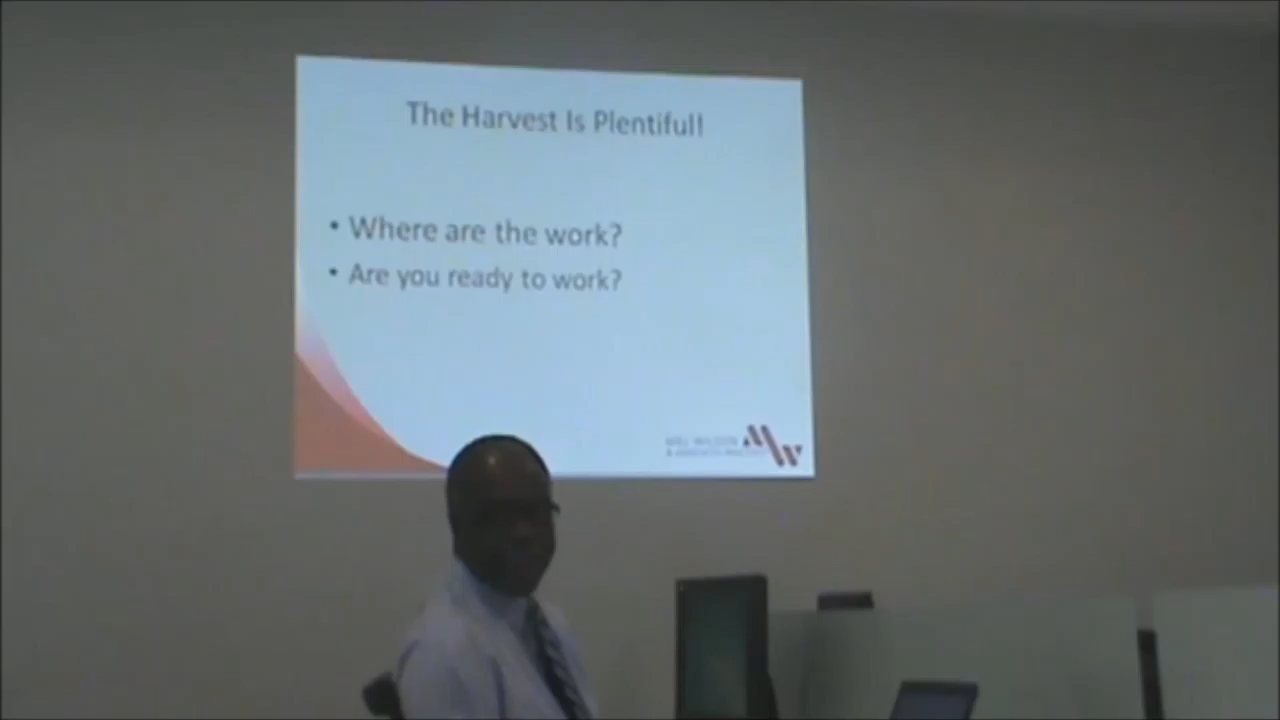 The Harvest Is Plentiful!
• Where are the work?
• Are you ready to work?